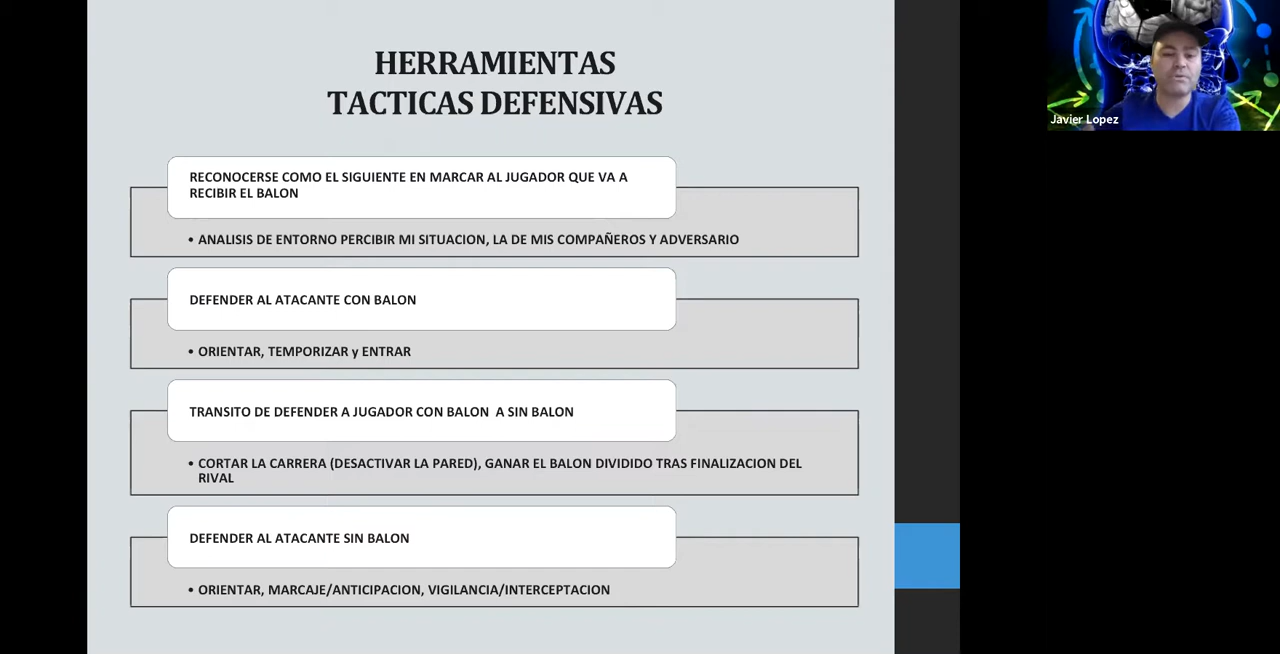 HERRAMIENTAS
TACTICAS DEFENSIVAS
Javier Lopez
RECONOCERSE COMO EL SIGUIENTE EN MARCAR AL JUGADOR QUE VA A
RECIBIR EL BALON
• ANALISIS DE ENTORNO PERCIBIR MI SITUACION, LA DE MIS COMPAÑEROS Y ADVERSARIO
DEFENDER AL ATACANTE CON BALON
• ORIENTAR, TEMPORIZAR y ENTRAR
TRANSITO DE DEFENDER A JUGADOR CON BALON  A SIN BALON
• CORTAR LA CARRERA (DESACTIVAR LA PARED), GANAR EL BALON DIVIDIDO TRAS FINALIZACION DEL
RIVAL
DEFENDER AL ATACANTE SIN BALON
• ORIENTAR, MARCAJE/ANTICIPACION, VIGILANCIA/INTERCEPTACION